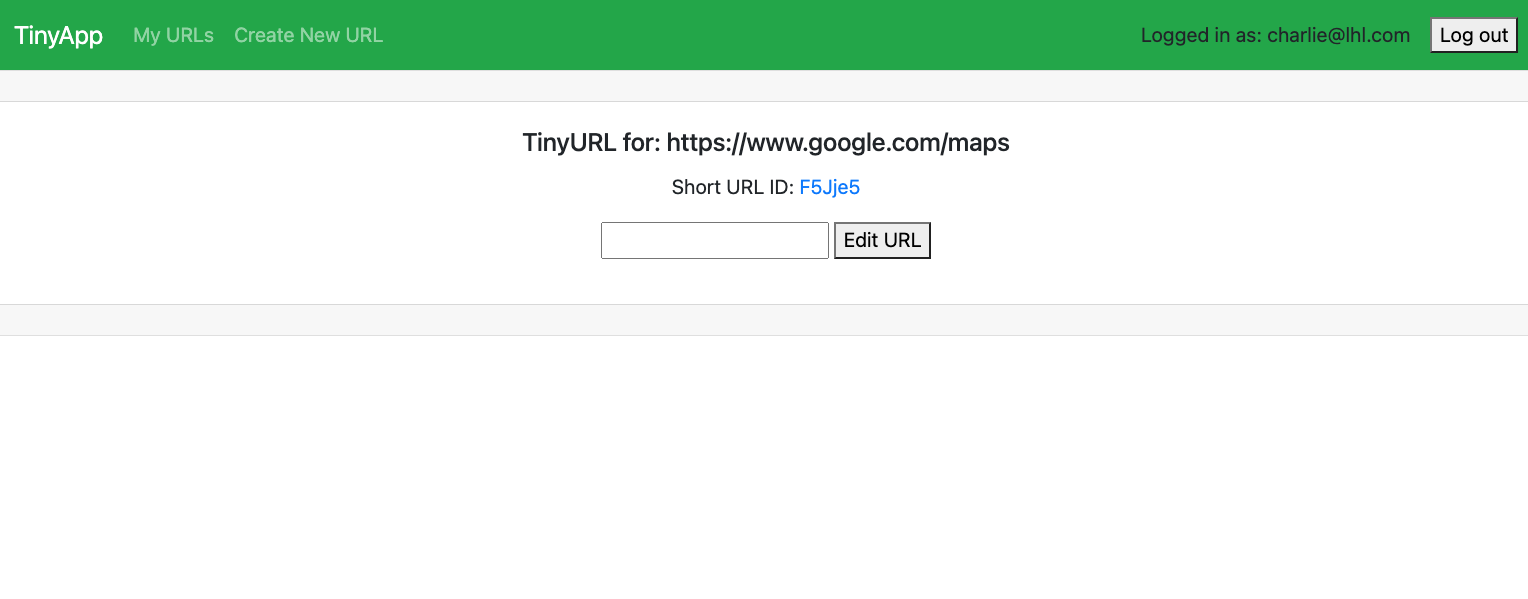 TinyApp My URLs Create New URL Logged in as: charlie@lhl.com Log out
TinyURL for: https://www.google.com/maps
Short URL ID: F5Jje5
Edit URL